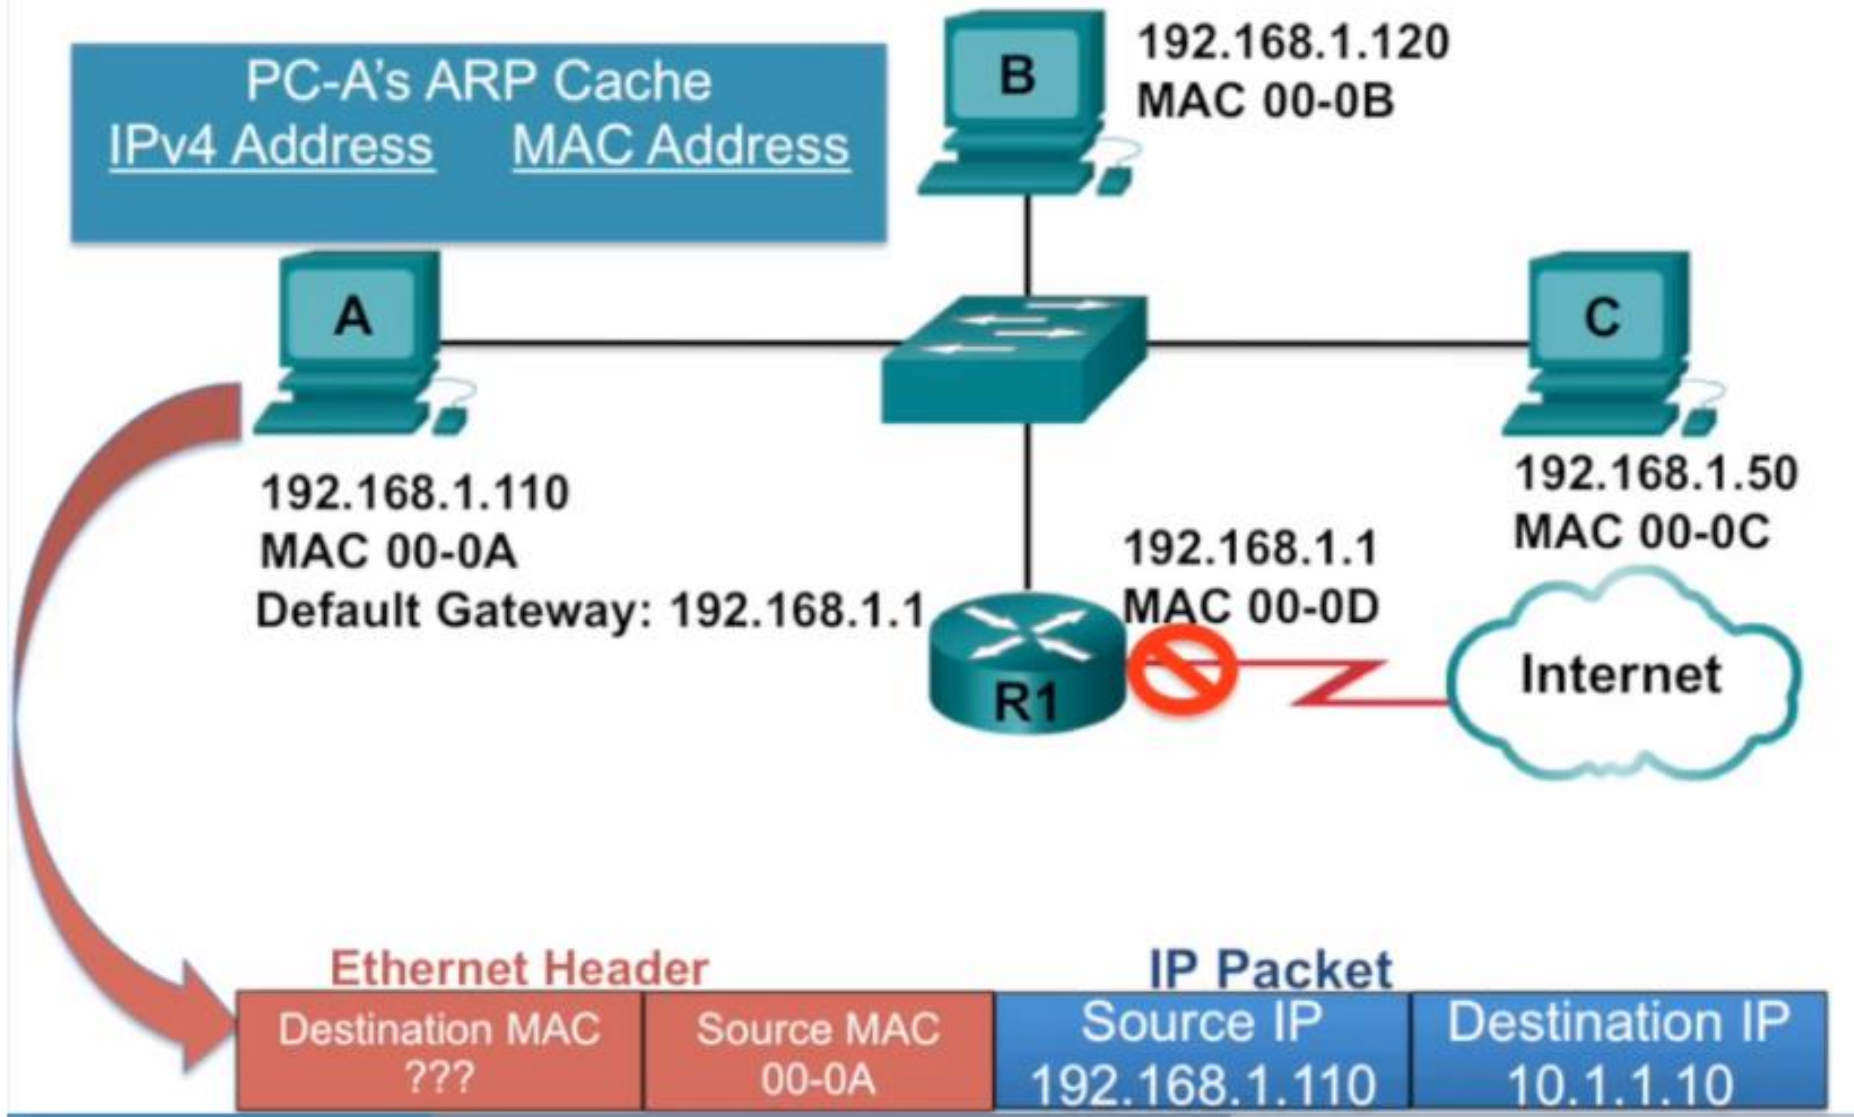 PC-A’s ARP Cache
IPv4 Address MAC Address
B
192.168.1.120
MAC 00-0B
A
C
192.168.1.110
MAC 00-0A
Default Gateway: 192.168.1.1
192.168.1.50
MAC 00-0C
192.168.1.1
MAC 00-0D
R1
Internet
Ethernet Header
IP Packet
Destination MAC
???
Source MAC
00-0A
Source IP
192.168.1.110
Destination IP
10.1.1.10